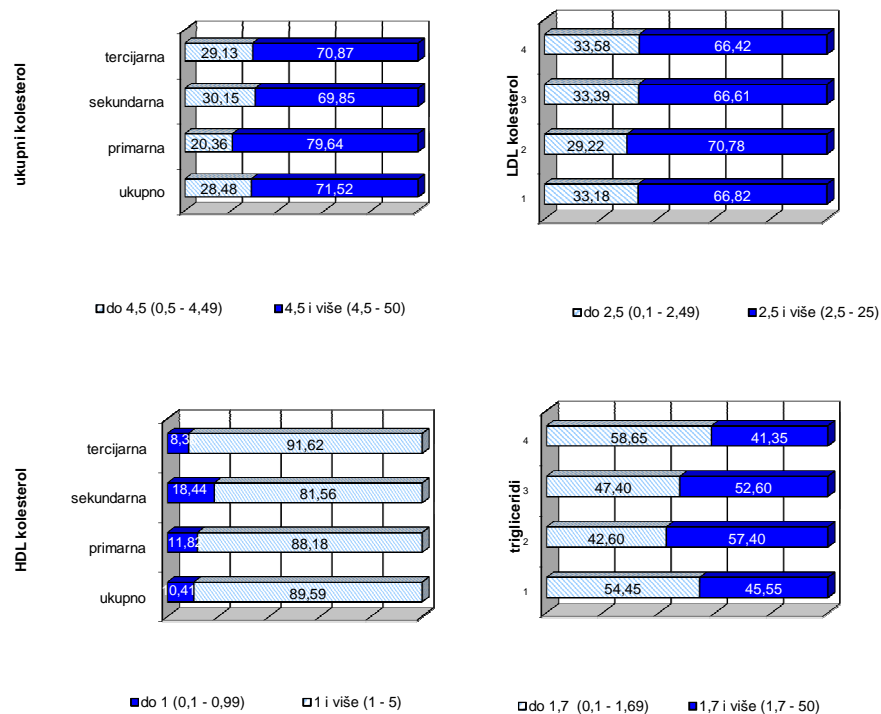 ukupni kolesterol
tercijarna 29,13 70,87
sekundarna 30,15 69,85
primarna 20,36 79,64
ukupno 28,48 71,52
do 4,5 (0,5 - 4,49) 4,5 i više (4,5 - 50)
LDL kolesterol
4 33,58 66,42
3 33,39 66,61
2 29,22 70,78
1 33,18 66,82
do 2,5 (0,1 - 2,49) 2,5 i više (2,5 - 25)
HDL kolesterol
tercijarna 8,3 91,62
sekundarna 18,44 81,56
primarna 11,82 88,18
ukupno 10,41 89,59
do 1 (0,1 - 0,99) 1 i više (1 - 5)
trigliceridi
4 58,65 41,35
3 47,40 52,60
2 42,60 57,40
1 54,45 45,55
do 1,7 (0,1 - 1,69) 1,7 i više (1,7 - 50)